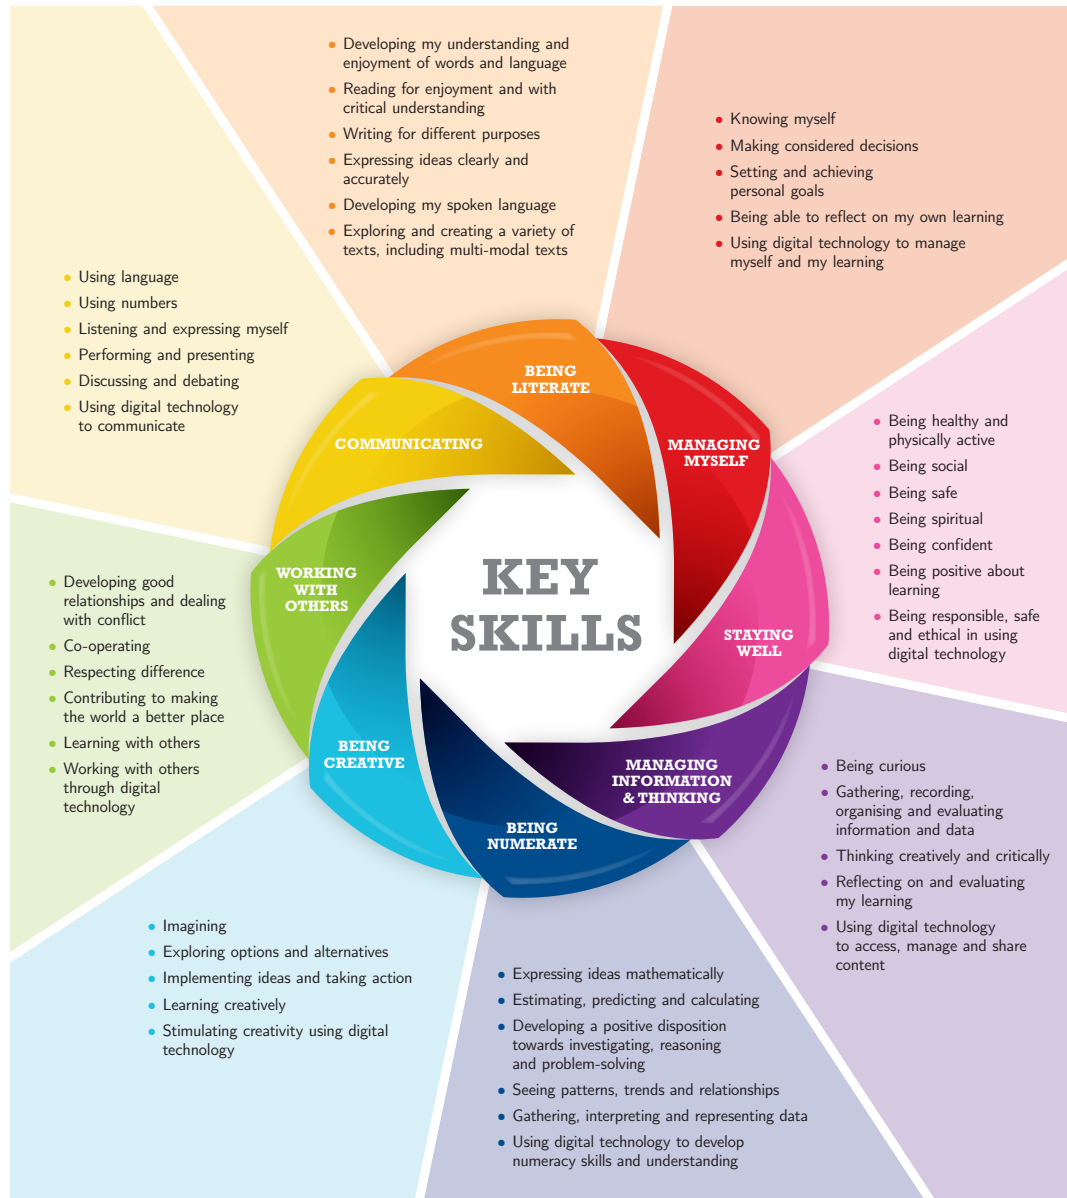 KEY
SKILLS
BEING
LITERATE
• Developing my understanding and
enjoyment of words and language
• Reading for enjoyment and with
critical understanding
• Writing for different purposes
• Expressing ideas clearly and
accurately
• Developing my spoken language
• Exploring and creating a variety of
texts, including multi-modal texts
MANAGING
MYSELF
• Knowing myself
• Making considered decisions
• Setting and achieving
personal goals
• Being able to reflect on my own learning
• Using digital technology to manage
myself and my learning
STAYING
WELL
• Being healthy and
physically active
• Being social
• Being safe
• Being spiritual
• Being confident
• Being positive about
learning
• Being responsible, safe
and ethical in using
digital technology
MANAGING
INFORMATION
& THINKING
• Being curious
• Gathering, recording,
organising and evaluating
information and data
• Thinking creatively and critically
• Reflecting on and evaluating
my learning
• Using digital technology
to access, manage and share
content
BEING
NUMERATE
• Expressing ideas mathematically
• Estimating, predicting and calculating
• Developing a positive disposition
towards investigating, reasoning
and problem-solving
• Seeing patterns, trends and relationships
• Gathering, interpreting and representing data
• Using digital technology to develop
numeracy skills and understanding
BEING
CREATIVE
• Imagining
• Exploring options and alternatives
• Implementing ideas and taking action
• Learning creatively
• Stimulating creativity using digital
technology
WORKING
WITH
OTHERS
• Developing good
relationships and dealing
with conflict
• Co-operating
• Respecting difference
• Contributing to making
the world a better place
• Learning with others
• Working with others
through digital
technology
COMMUNICATING
• Using language
• Using numbers
• Listening and expressing myself
• Performing and presenting
• Discussing and debating
• Using digital technology
to communicate